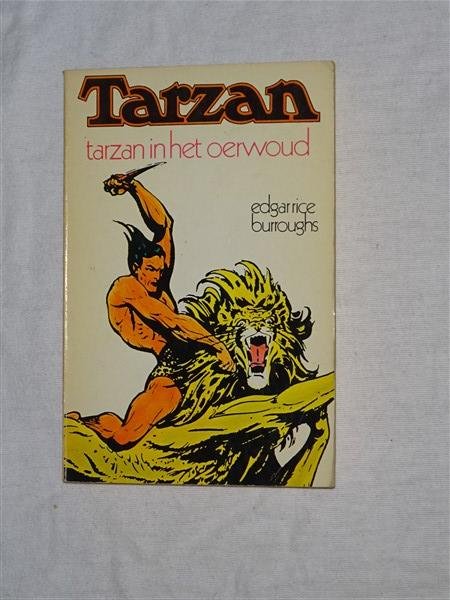 Tarzan
tarzan in het oerwoud
edgar rice
burroughs